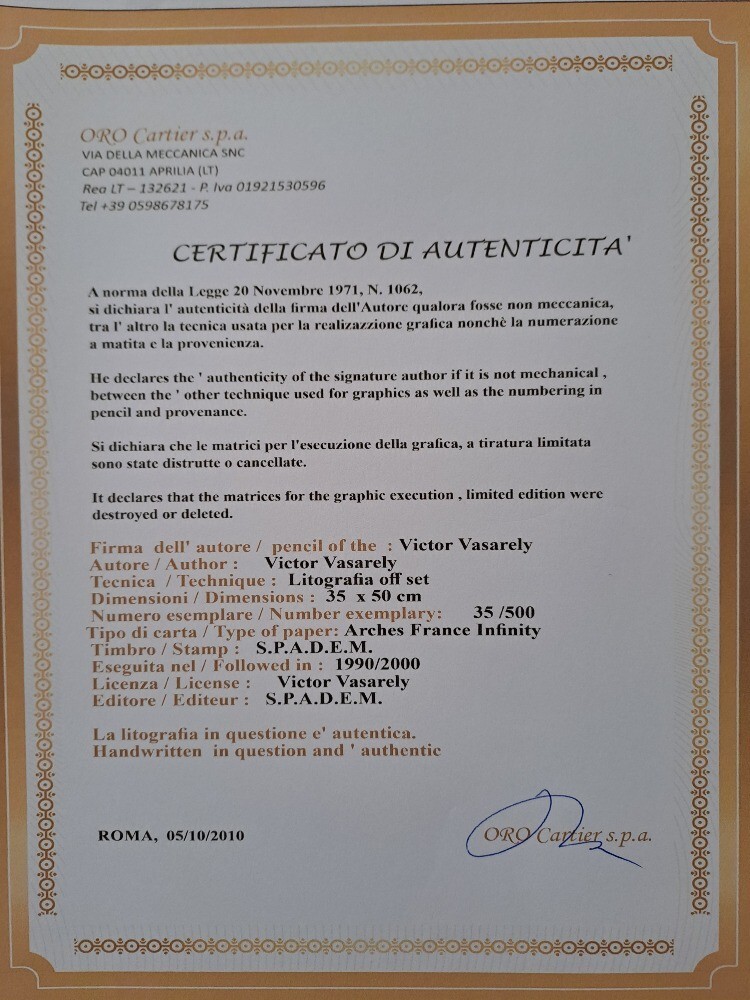 ORO Cartier s.p.a.
VIA DELLA MECCANICA SNC
CAP 04011 APRILIA (LT)
Rea LT – 132621 - P. Iva 01921530596
Tel +39 0598678175
CERTIFICATO DI AUTENTICITA'
A norma della Legge 20 Novembre 1971, N. 1062,
si dichiara l' autenticità della firma dell'Autore qualora fosse non meccanica,
tra l' altro la tecnica usata per la realizazzione grafica nonchè la numerazione
a matita e la provenienza.
He declares the ' authenticity of the signature author if it is not mechanical ,
between the ' other technique used for graphics as well as the numbering in
pencil and provenance.
Si dichiara che le matrici per l'esecuzione della grafica, a tiratura limitata
sono state distrutte o cancellate.
It declares that the matrices for the graphic execution , limited edition were
destroyed or deleted.
Firma dell' autore / pencil of the : Victor Vasarely
Autore / Author : Victor Vasarely
Tecnica / Technique : Litografia off set
Dimensioni / Dimensions : 35 x 50 cm
Numero esemplare / Number exemplary: 35 /500
Tipo di carta / Type of paper: Arches France Infinity
Timbro / Stamp : S.P.A.D.E.M.
Eseguita nel / Followed in : 1990/2000
Licenza / License : Victor Vasarely
Editore / Editeur : S.P.A.D.E.M.
La litografia in questione e' autentica.
Handwritten in question and ' authentic
ROMA, 05/10/2010
ORO Cartier s.p.a.